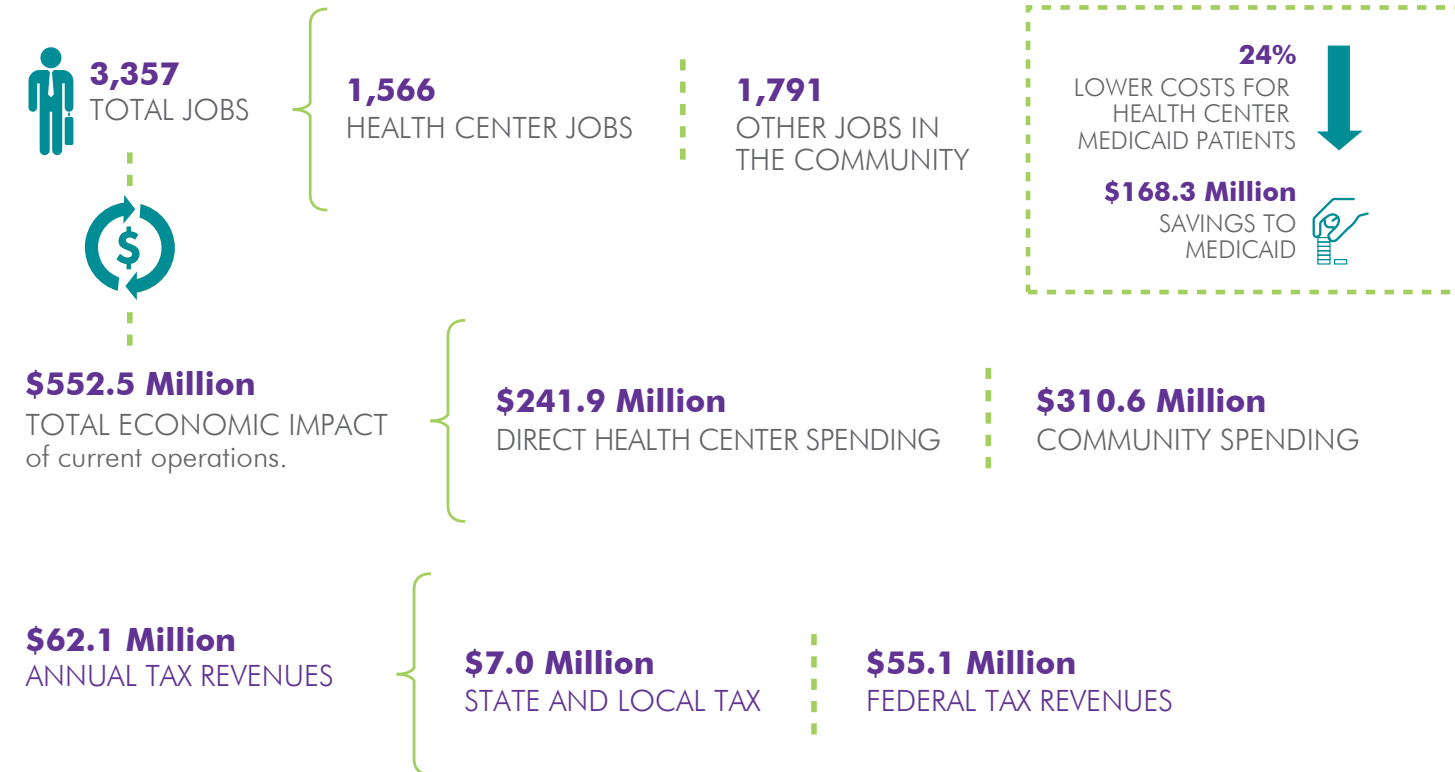 3,357
TOTAL JOBS
1,566
HEALTH CENTER JOBS
1,791
OTHER JOBS IN
THE COMMUNITY
24%
LOWER COSTS FOR
HEALTH CENTER
MEDICAID PATIENTS
$168.3 Million
SAVINGS TO
MEDICAID
$
$552.5 Million
TOTAL ECONOMIC IMPACT
of current operations.
$241.9 Million
DIRECT HEALTH CENTER SPENDING
$310.6 Million
COMMUNITY SPENDING
$62.1 Million
ANNUAL TAX REVENUES
$7.0 Million
STATE AND LOCAL TAX
$55.1 Million
FEDERAL TAX REVENUES